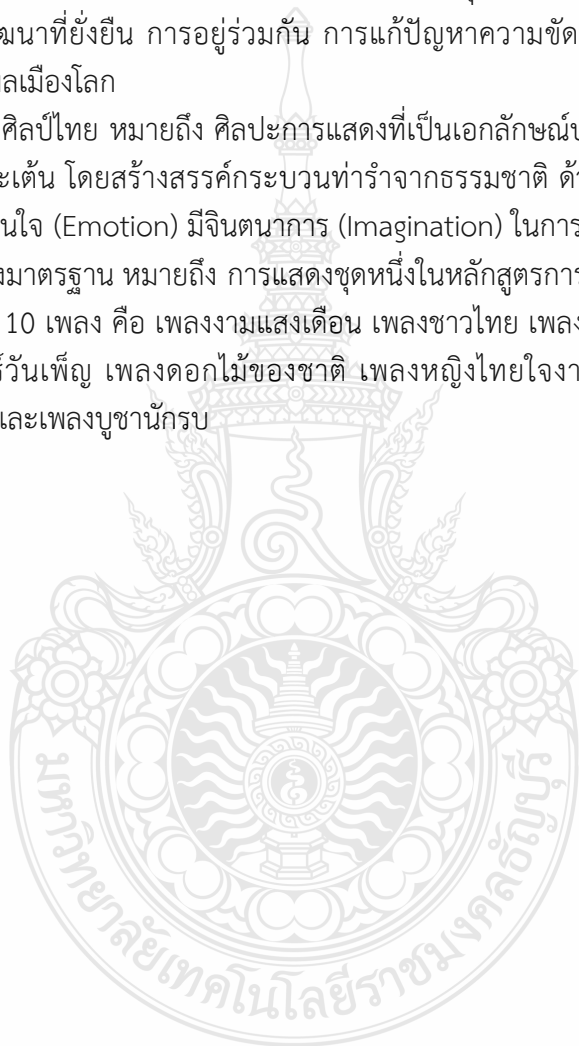 ฒนาที่ยั่งยืน การอยู่ร่วมกัน การแก้ปัญหาความขัด
ลเมืองโลก
ศิลป์ไทย หมายถึง ศิลปะการแสดงที่เป็นเอกลักษณ์
ะเต้น โดยสร้างสรรค์กระบวนท่ารำจากธรรมชาติ ด้
นใจ (Emotion) มีจินตนาการ (Imagination) ในการ
งมาตรฐาน หมายถึง การแสดงชุดหนึ่งในหลักสูตรการ
10 เพลง คือ เพลงงามแสงเดือน เพลงชาวไทย เพลง
์วันเพ็ญ เพลงดอกไม้ของชาติ เพลงหญิงไทยใจงา
และเพลงบูชานักรบ
มหาวิทยาลัยเทคโนโลยีราชมงคลธัญบุรี